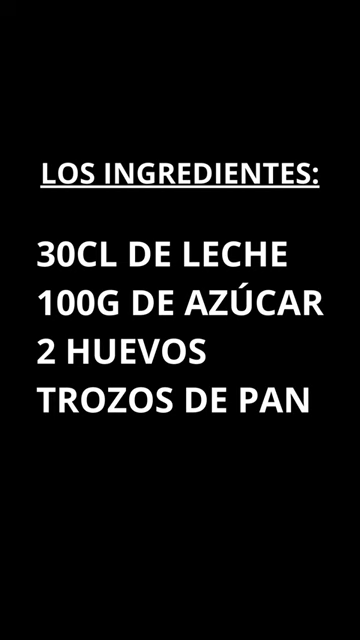 LOS INGREDIENTES:
30CL DE LECHE
100G DE AZÚCAR
2 HUEVOS
TROZOS DE PAN